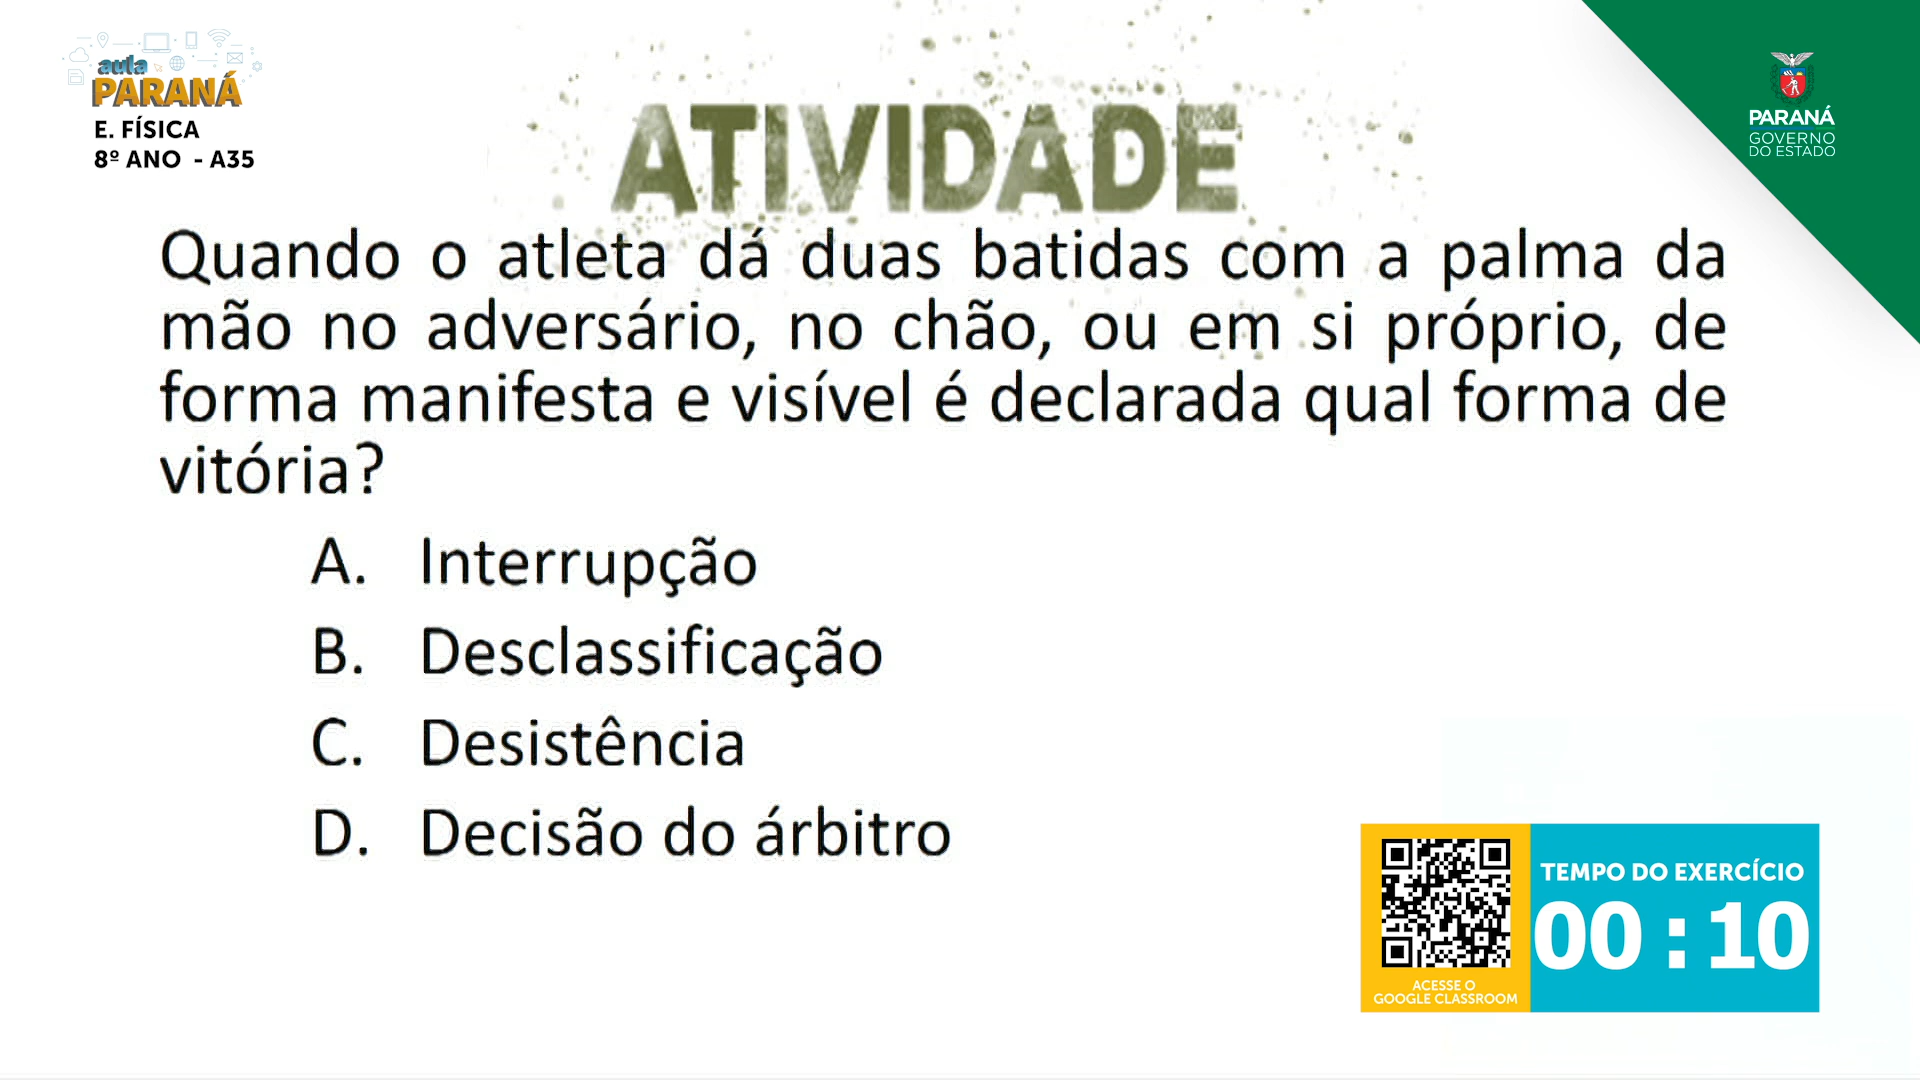 aula
PARANÁ
E. FÍSICA
8º ANO - A35
ATIVIDADE
PARANÁ
GOVERNO
DO ESTADO
Quando o atleta dá duas batidas com a palma da
mão no adversário, no chão, ou em si próprio, de
forma manifesta e visível é declarada qual forma de
vitória?
A. Interrupção
B. Desclassificação
C. Desistência
D. Decisão do árbitro
TEMPO DO EXERCÍCIO
00 : 10
ACESSE O
GOOGLE CLASSROOM